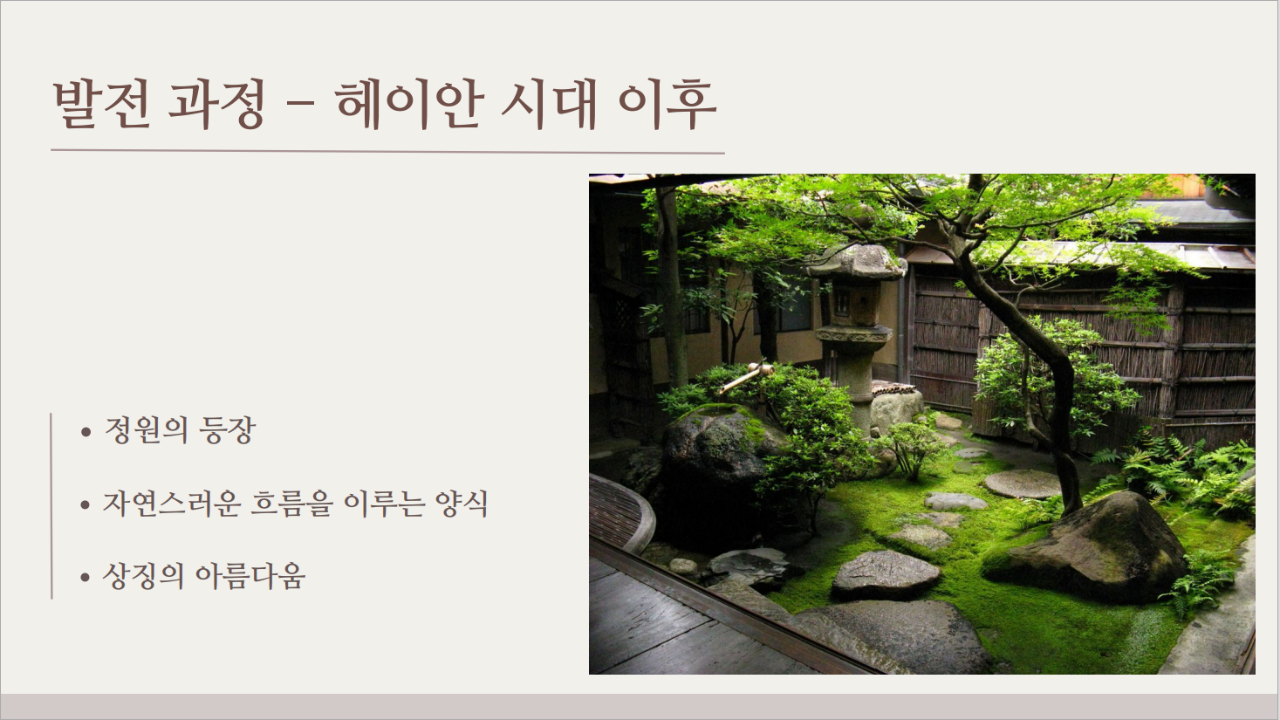 발전 과정 - 헤이안 시대 이후
• 정원의 등장
• 자연스러운 흐름을 이루는 양식
• 상징의 아름다움